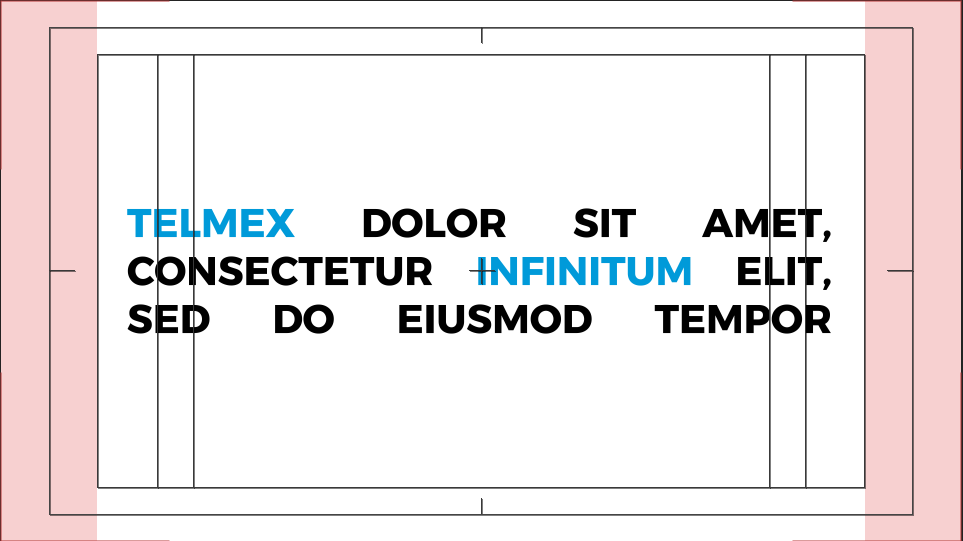 TELMEX DOLOR SIT AMET,
CONSECTETUR INFINITUM ELIT,
SED DO EIUSMOD TEMPOR